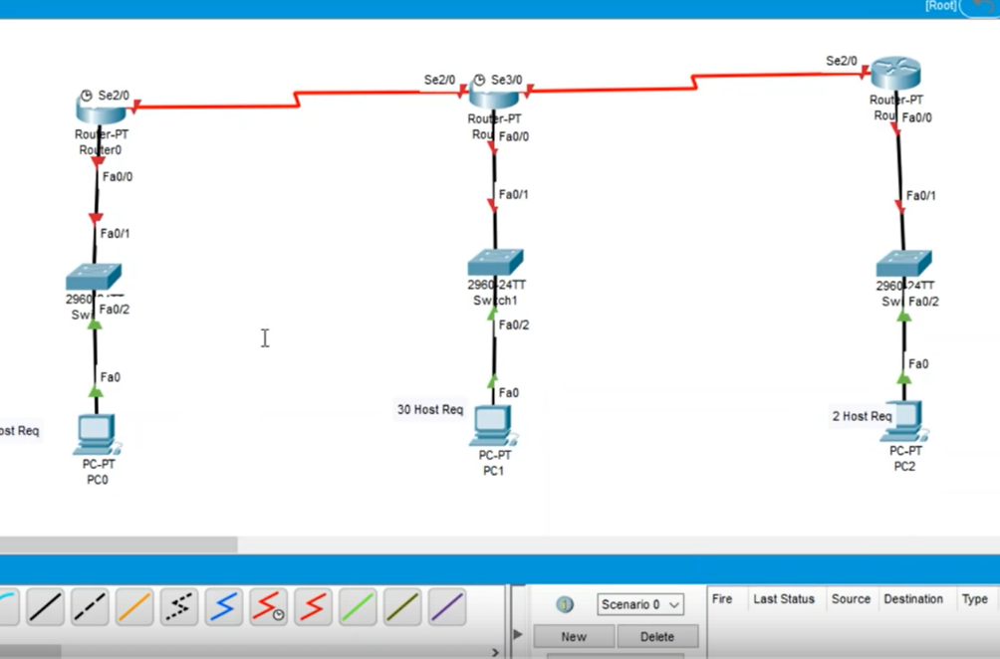 [Root]
Se2/0
Router-PT
Router0
Fa0/0
Fa0/1
2960
Sw
Fa0/2
Fa0
ost Req
PC-PT
PC0
Se2/0
Se3/0
Router-PT
Rou
Fa0/0
Fa0/1
2960-24TT
Switch1
Fa0/2
Fa0
30 Host Req
PC-PT
PC1
Se2/0
Router-PT
Rou
Fa0/0
Fa0/1
2960-24TT
Swi
Fa0/2
Fa0
2 Host Req
PC-PT
PC2
Scenario 0
New
Delete
Fire Last Status Source Destination Type